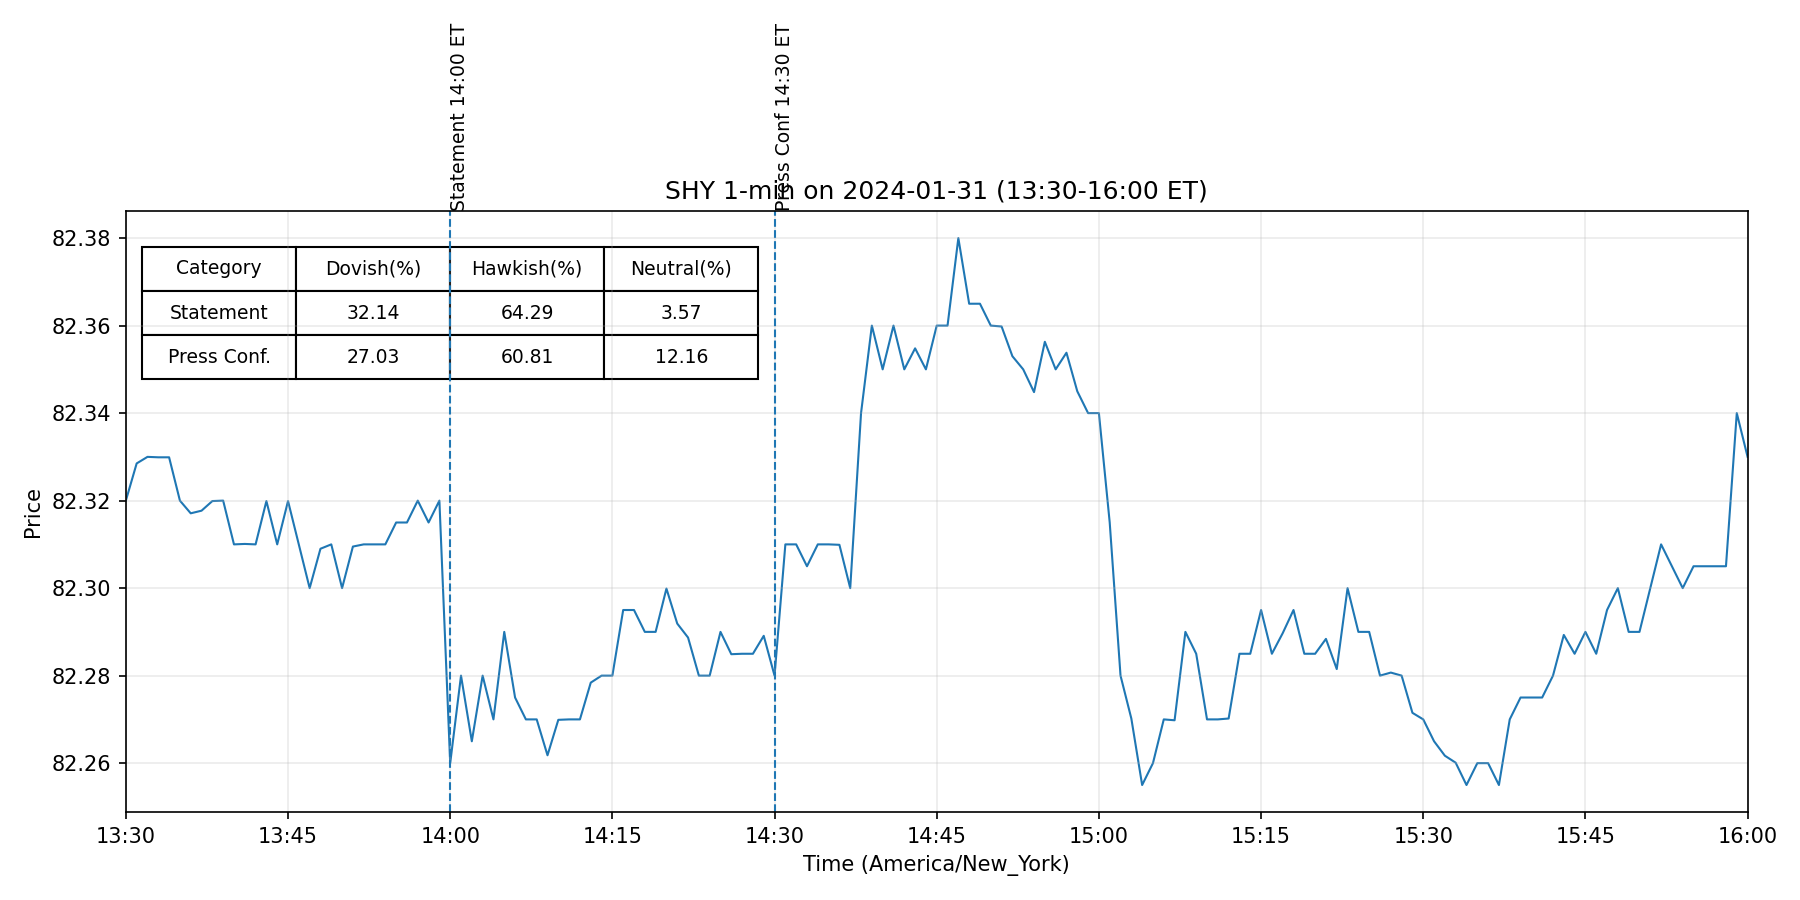 Statement 14:00 ET
Press Conf 14:30 ET
SHY 1-min on 2024-01-31 (13:30-16:00 ET)
Category Dovish(%) Hawkish(%) Neutral(%)
Statement 32.14 64.29 3.57
Press Conf. 27.03 60.81 12.16
Price
82.38
82.36
82.34
82.32
82.30
82.28
82.26
13:30 13:45 14:00 14:15 14:30 14:45 15:00 15:15 15:30 15:45 16:00
Time (America/New_York)